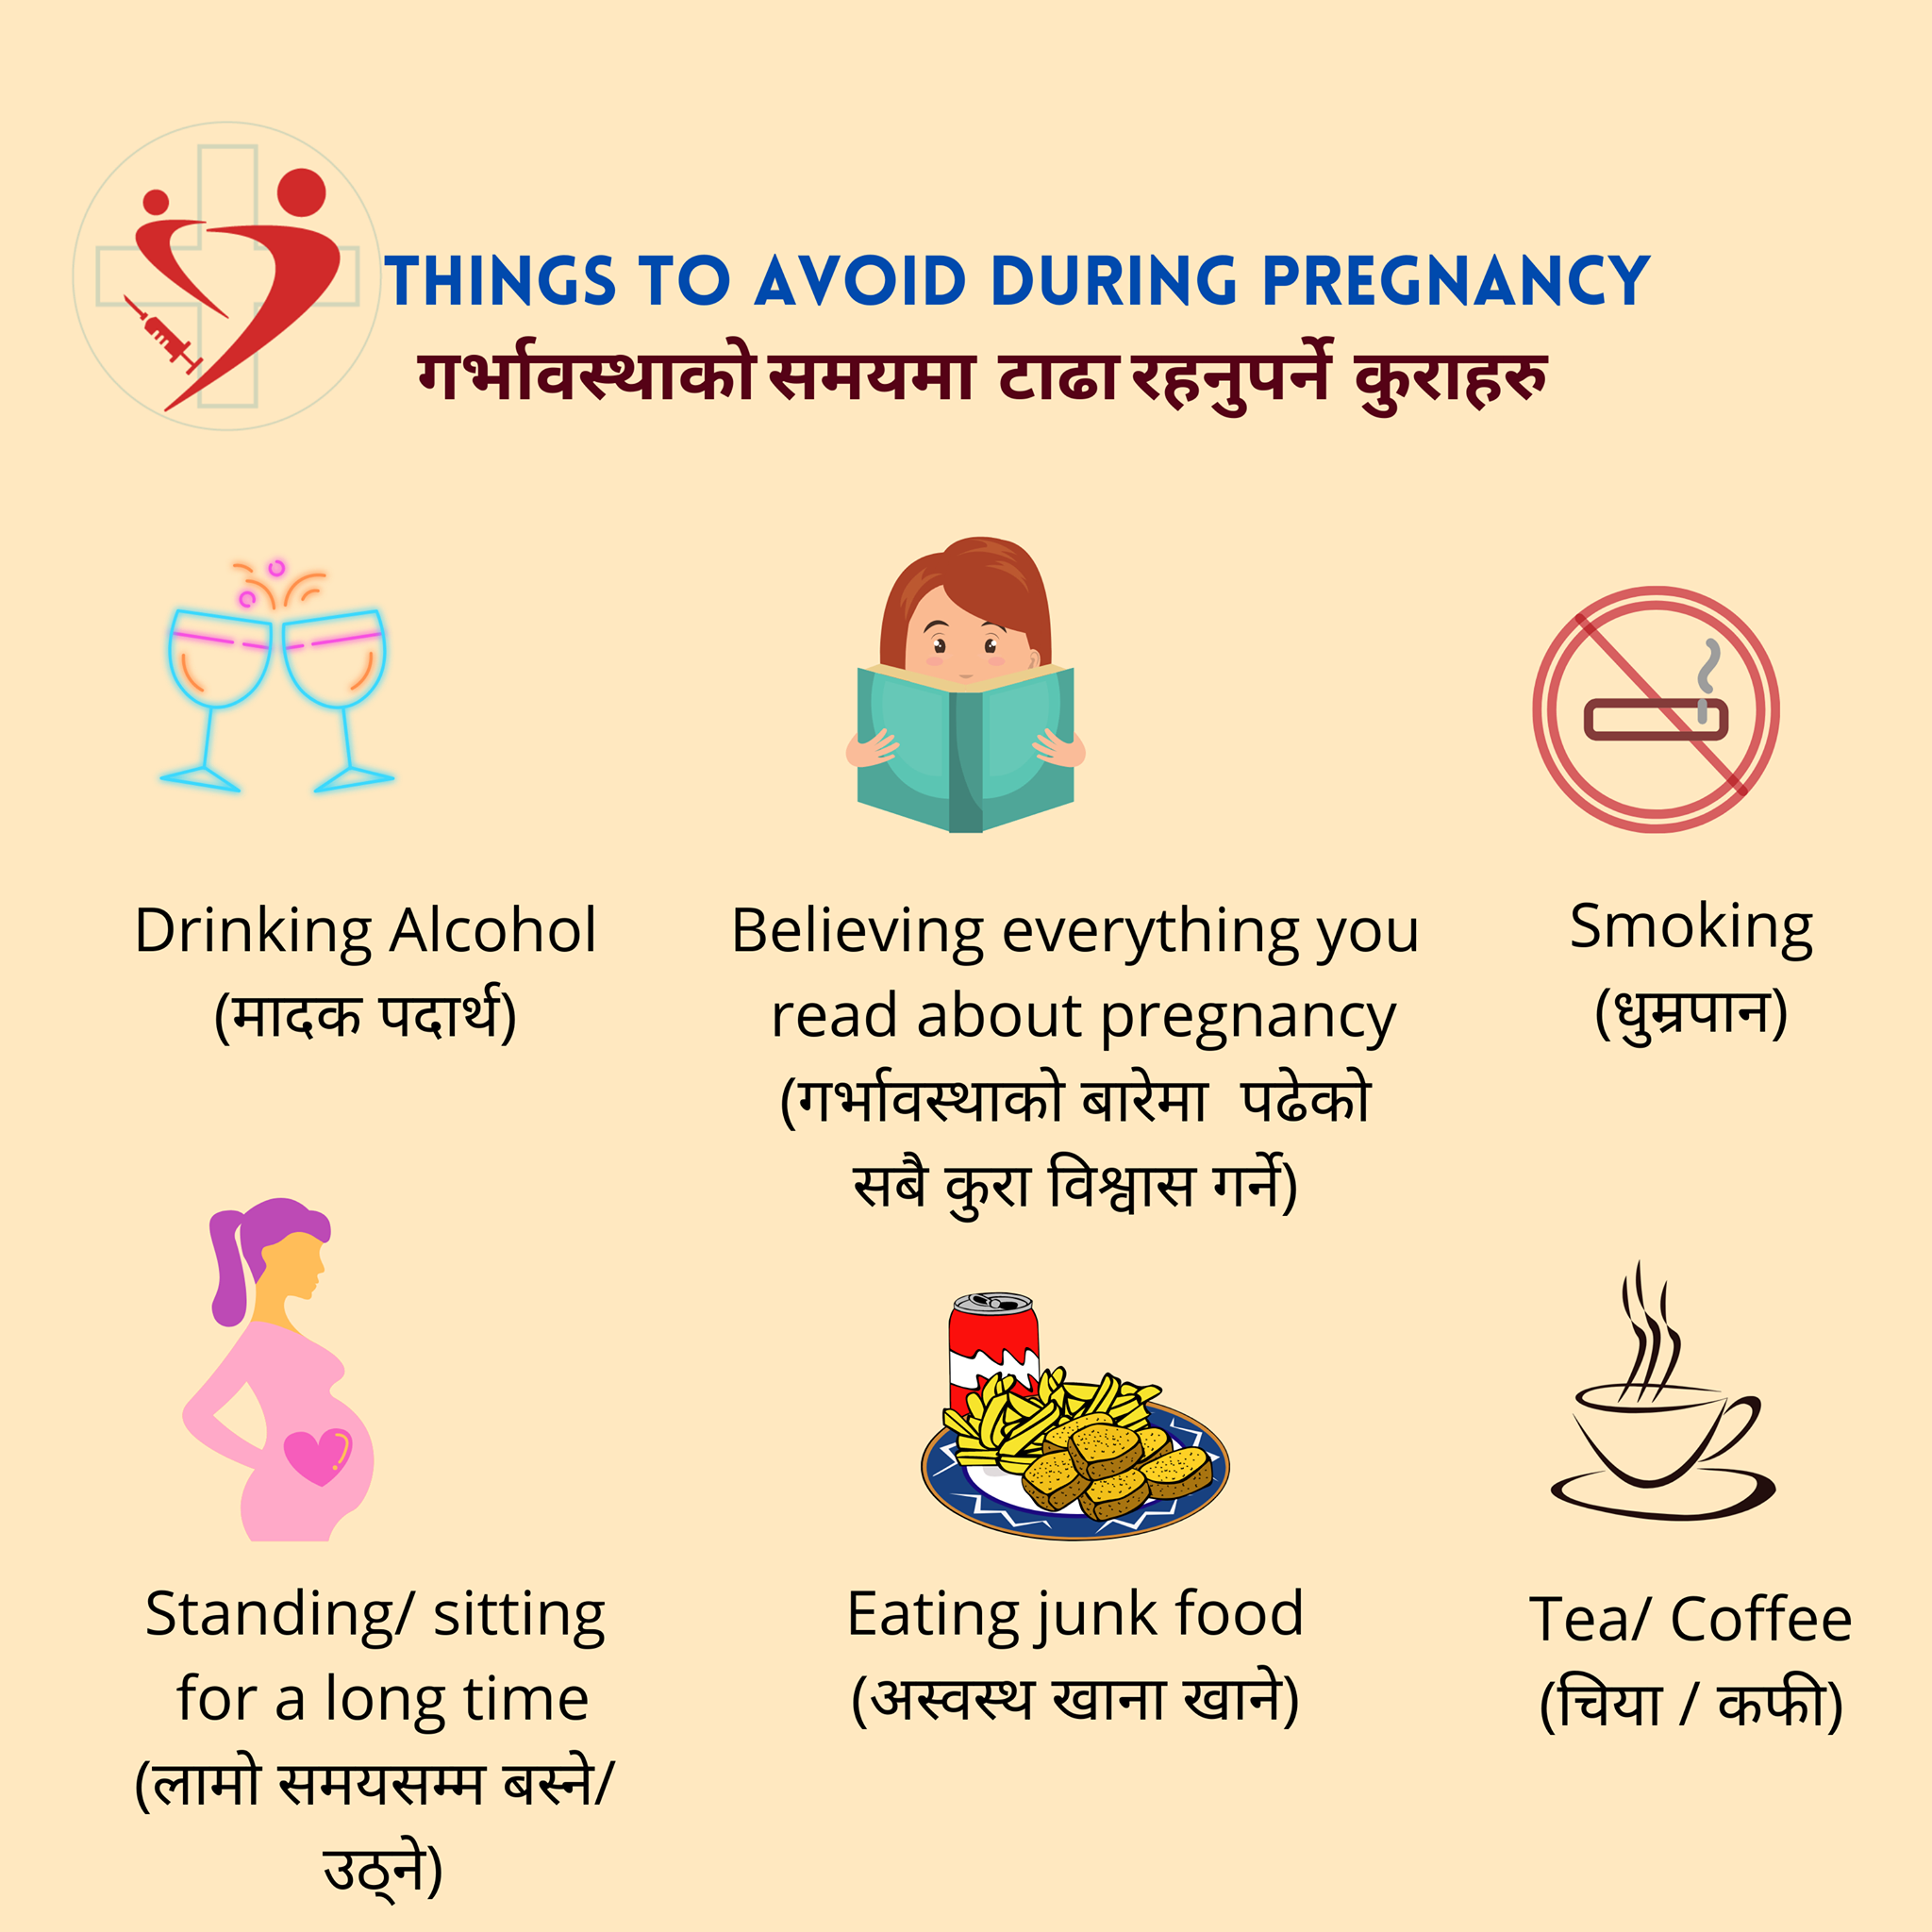 THINGS TO AVOID DURING PREGNANCY
गर्भावस्थाको समयमा टाढा रहनुपर्ने कुराहरु
Drinking Alcohol
(मादक पदार्थ)
Believing everything you
read about pregnancy
(गर्भावस्थाको बारेमा पढेको
सबै कुरा विश्वास गर्ने)
Smoking
(धुम्रपान)
Standing/ sitting
for a long time
(लामो समयसम्म बस्ने/
उठ्ने)
Eating junk food
(अस्वस्थ खाना खाने)
Tea/ Coffee
(चिया / कफी)